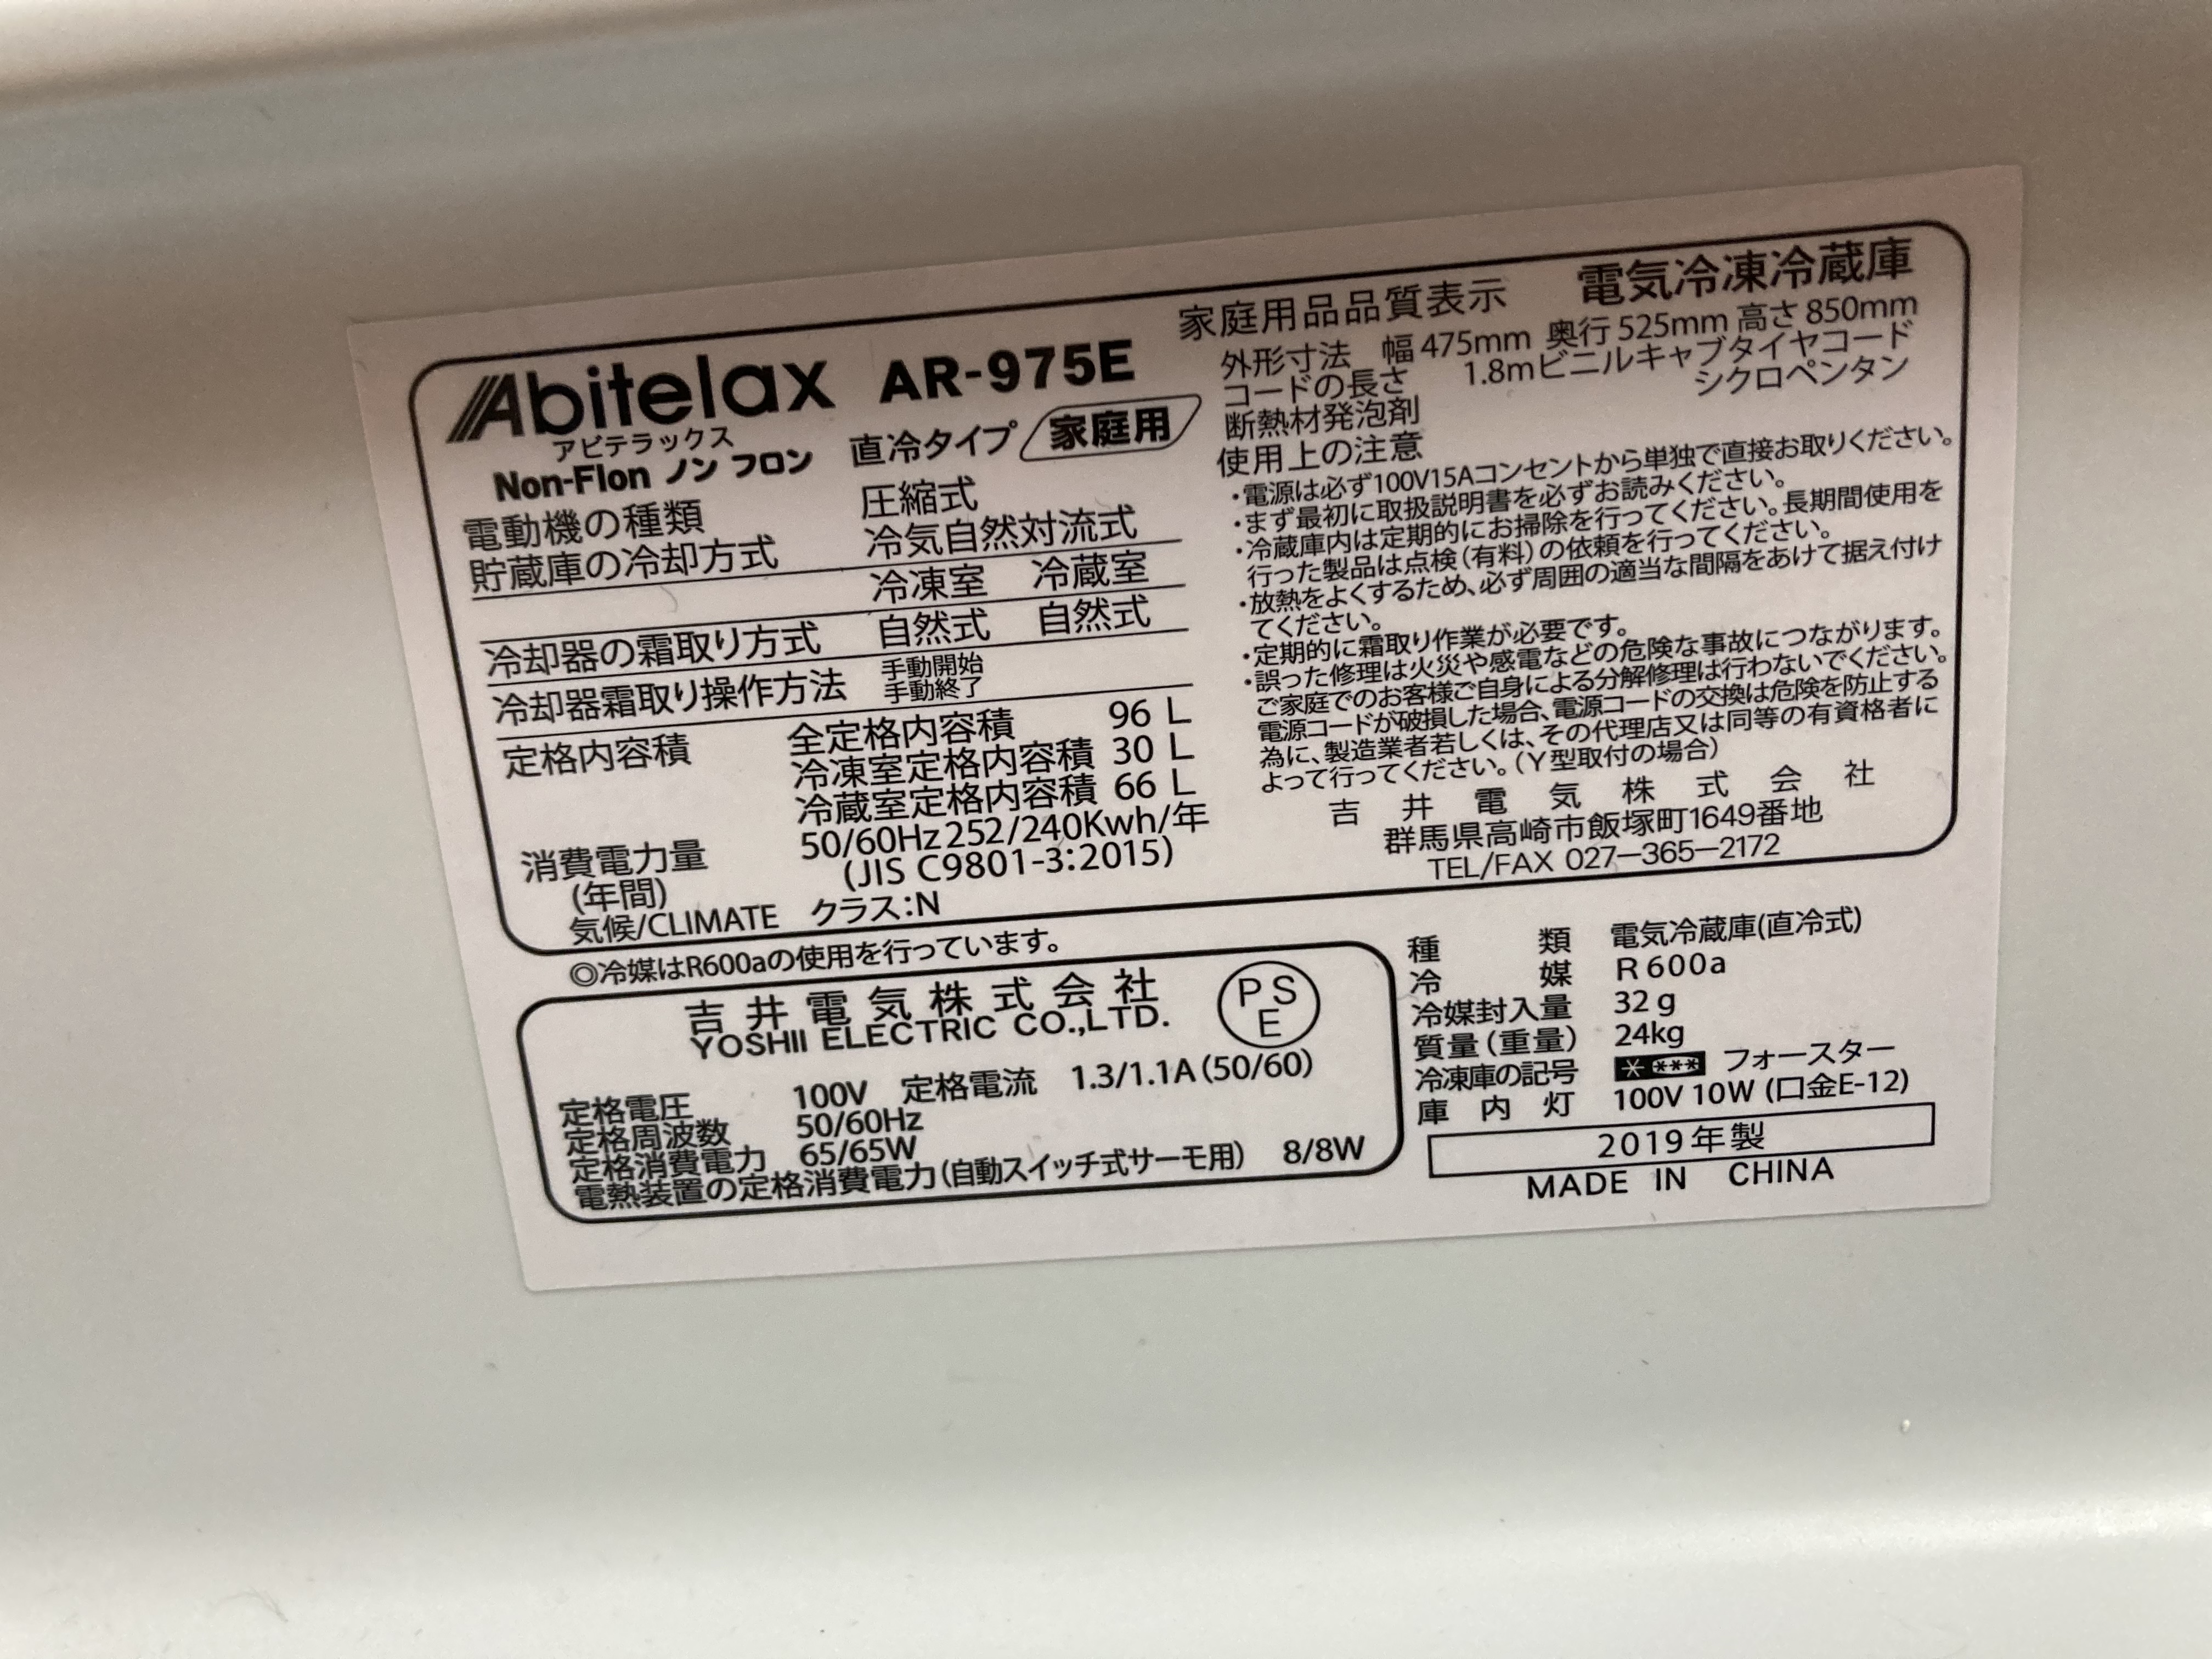 Abitelax AR-975E
アビテラックス
Non-Flon ノン フロン 直冷タイプ 家庭用
電動機の種類 圧縮式
貯蔵庫の冷却方式 冷気自然対流式
冷凍室 冷蔵室
冷却器の霜取り方式 自然式 自然式
冷却器霜取り操作方法 手動開始
手動終了
定格内容積 全定格内容積 96 L
冷凍室定格内容積 30 L
冷蔵室定格内容積 66 L
消費電力量 50/60Hz 252/240Kwh/年
(年間) (JIS C9801-3:2015)
気候/CLIMATE クラス:N
家庭用品品質表示 電気冷凍冷蔵庫
外形寸法 幅 475mm 奥行 525mm 高さ 850mm
コードの長さ 1.8mビニルキャブタイヤコード
断熱材発泡剤 シクロペンタン
使用上の注意
・電源は必ず100V15Aコンセントから単独で直接お取りください。
・まず最初に取扱説明書を必ずお読みください。
・冷蔵庫内は定期的にお掃除を行ってください。長期間使用を
行った製品は点検(有料)の依頼を行ってください。
・放熱をよくするため、必ず周囲の適当な間隔をあけて据え付け
てください。
・定期的に霜取り作業が必要です。
・誤った修理は火災や感電などの危険な事故につながります。
ご家庭でのお客様ご自身による分解修理は行わないでください。
電源コードが破損した場合、電源コードの交換は危険を防止する
為に、製造業者若しくは、その代理店又は同等の有資格者に
よって行ってください。(Y型取付の場合)
吉井電気株式会社
群馬県高崎市飯塚町1649番地
TEL/FAX 027-365-2172
◎冷媒はR600aの使用を行っています。
吉井電気株式会社
YOSHII ELECTRIC CO.,LTD.
PS
E
定格電圧 100V 定格電流 1.3/1.1A (50/60)
定格周波数 50/60Hz
定格消費電力 65/65W
電熱装置の定格消費電力(自動スイッチ式サーモ用) 8/8W
種類 電気冷蔵庫(直冷式)
冷媒 R600a
冷媒封入量 32 g
質量(重量) 24kg
冷凍庫の記号 * *** フォースター
庫内灯 100V 10W (口金E-12)
2019年製
MADE IN CHINA